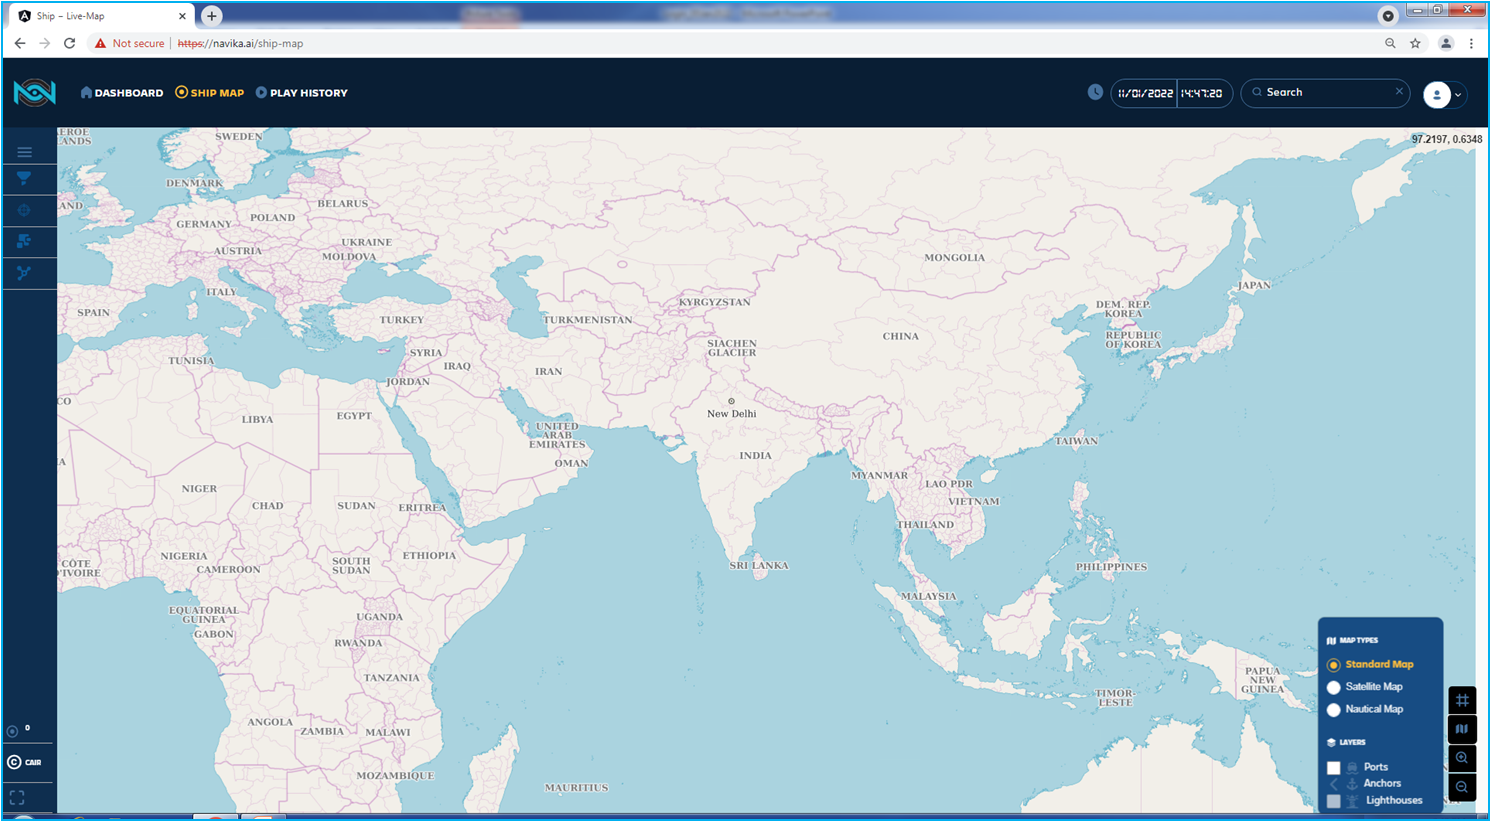 Ship – Live-Map
Not secure
https://navika.ai/ship-map
DASHBOARD
SHIP MAP
PLAY HISTORY
11/01/2022
14:47:20
Search
97.2197, 0.6348
EROE
ANDS
SWEDEN
DENMARK
AND
BELARUS
POLAND
GERMANY
UKRAINE
AUSTRIA
MOLDOVA
MONGOLIA
ITALY
JAPAN
KYRGYZSTAN
DEM. REP.
KOREA
SPAIN
TURKEY
TURKMENISTAN
CHINA
REPUBLIC
OF KOREA
SIACHEN
GLACIER
SYRIA
TUNISIA
IRAQ
IRAN
JORDAN
CO
New Delhi
LIBYA
EGYPT
UNITED
ARAB
EMIRATES
TAIWAN
INDIA
OMAN
IA
MYANMAR
LAO PDR
NIGER
VIETNAM
CHAD
SUDAN
ERITREA
THAILAND
NIGERIA
ETHIOPIA
CÔTE
D'IVOIRE
CAMEROON
SOUTH
SUDAN
SRI LANKA
PHILIPPINES
MALAYSIA
EQUATORIAL
GUINEA
UGANDA
GABON
RWANDA
TANZANIA
PAPUA
NEW
GUINEA
TIMOR-
LESTE
ANGOLA
ZAMBIA
MALAWI
MOZAMBIQUE
MAURITIUS
MAP TYPES
Standard Map
Satellite Map
Nautical Map
LAYERS
Ports
Anchors
Lighthouses
0
© CAIR